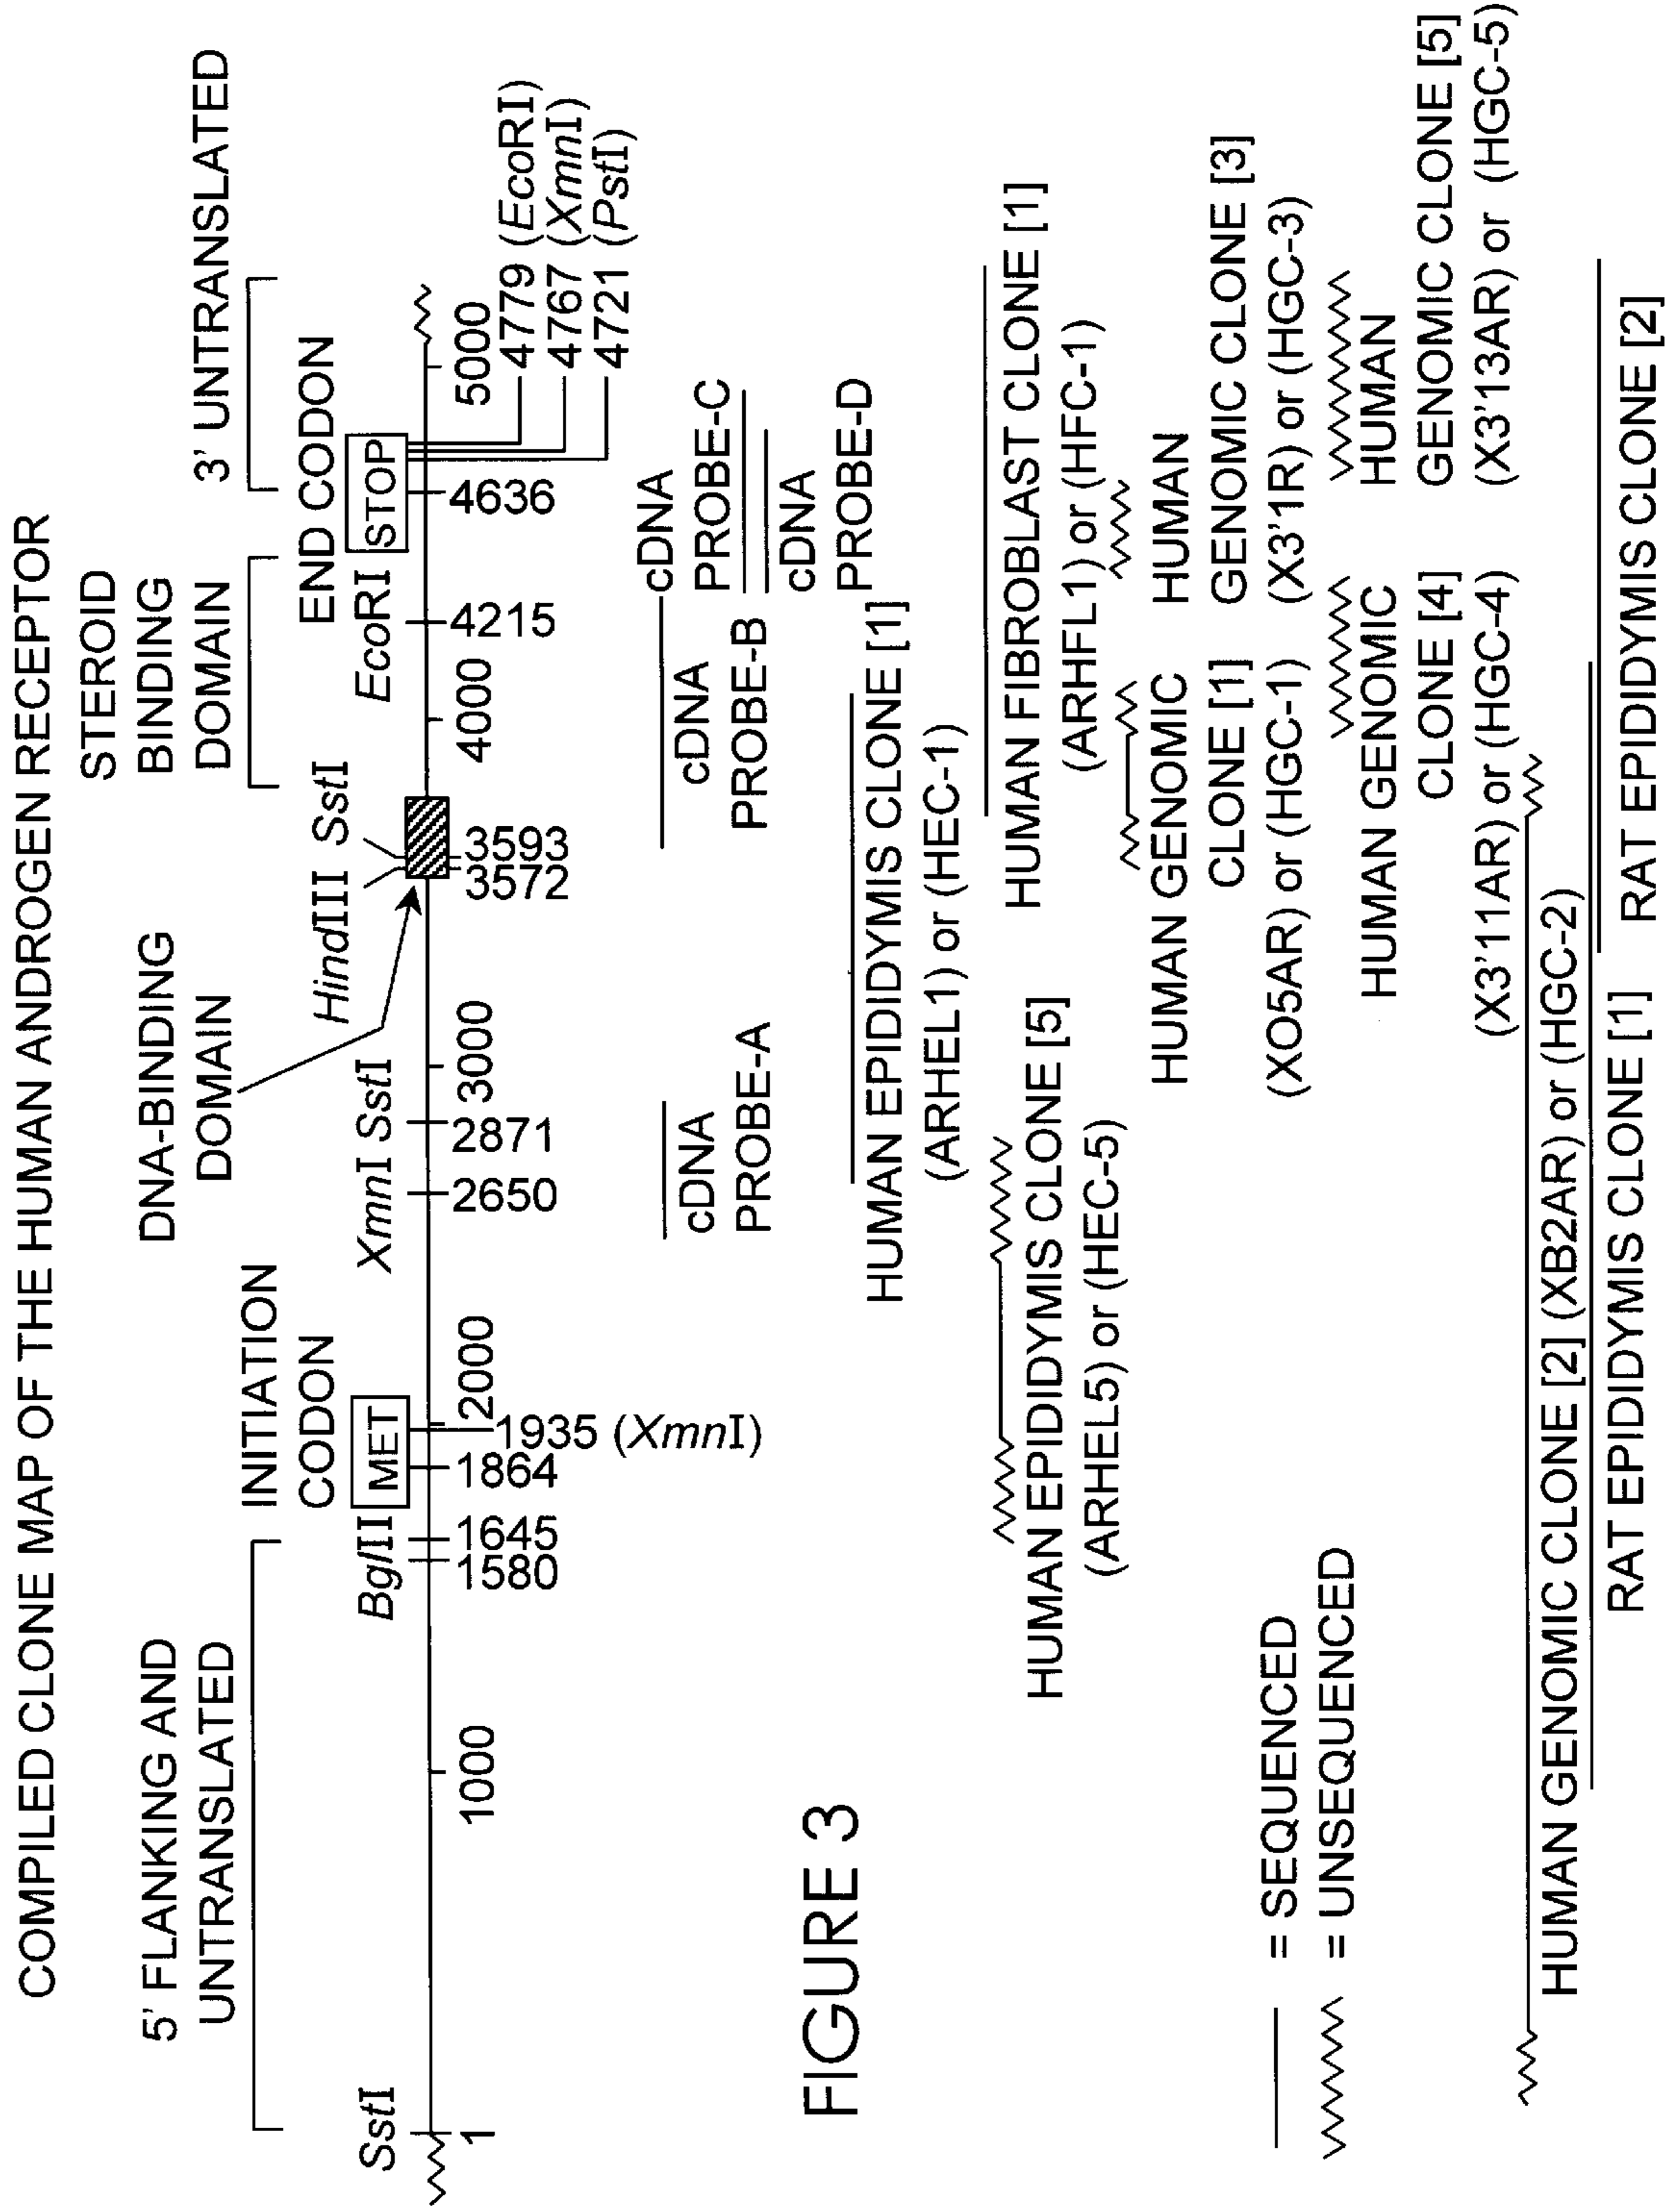 COMPILED CLONE MAP OF THE HUMAN ANDROGEN RECEPTOR
5' FLANKING AND
UNTRANSLATED
INITIATION
CODON
DNA-BINDING
DOMAIN
STEROID
BINDING
DOMAIN
END CODON
3' UNTRANSLATED
SstI
BglII
MET
XmnI SstI
HindIII SstI
EcoRI
STOP
1
1000
1580
1645
1864
1935 (XmnI)
2000
2650
2871
3000
3572
3593
4000
4215
4636
5000
4779 (EcoRI)
4767 (XmnI)
4721 (PstI)
cDNA
PROBE-A
cDNA
PROBE-B
cDNA
PROBE-C
cDNA
PROBE-D
FIGURE 3
HUMAN EPIDIDYMIS CLONE [1]
(ARHEL1) or (HEC-1)
HUMAN FIBROBLAST CLONE [1]
(ARHFL1) or (HFC-1)
HUMAN EPIDIDYMIS CLONE [5]
(ARHEL5) or (HEC-5)
HUMAN GENOMIC
CLONE [1]
(XO5AR) or (HGC-1)
HUMAN
GENOMIC CLONE [3]
(X3'1R) or (HGC-3)
HUMAN GENOMIC
CLONE [4]
(X3'11AR) or (HGC-4)
HUMAN
GENOMIC CLONE [5]
(X3'13AR) or (HGC-5)
= SEQUENCED
= UNSEQUENCED
HUMAN GENOMIC CLONE [2] (XB2AR) or (HGC-2)
RAT EPIDIDYMIS CLONE [1]
RAT EPIDIDYMIS CLONE [2]